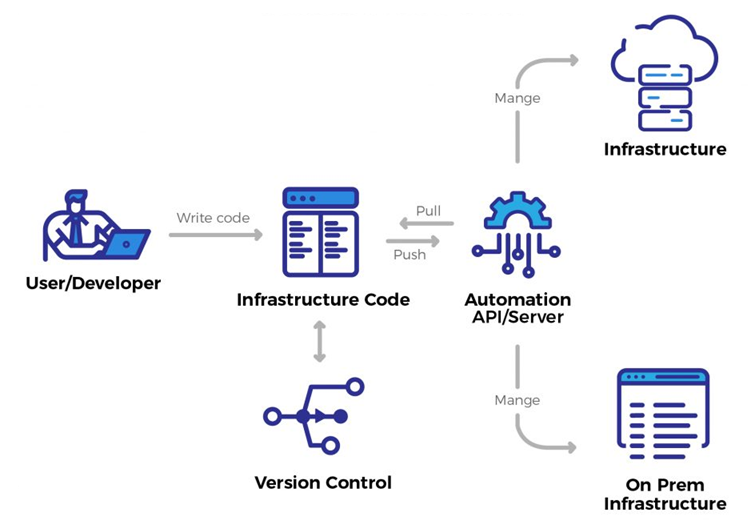 Mange
Infrastructure
Write code
Pull
Push
User/Developer
Infrastructure Code
Automation
API/Server
Mange
Version Control
On Prem
Infrastructure